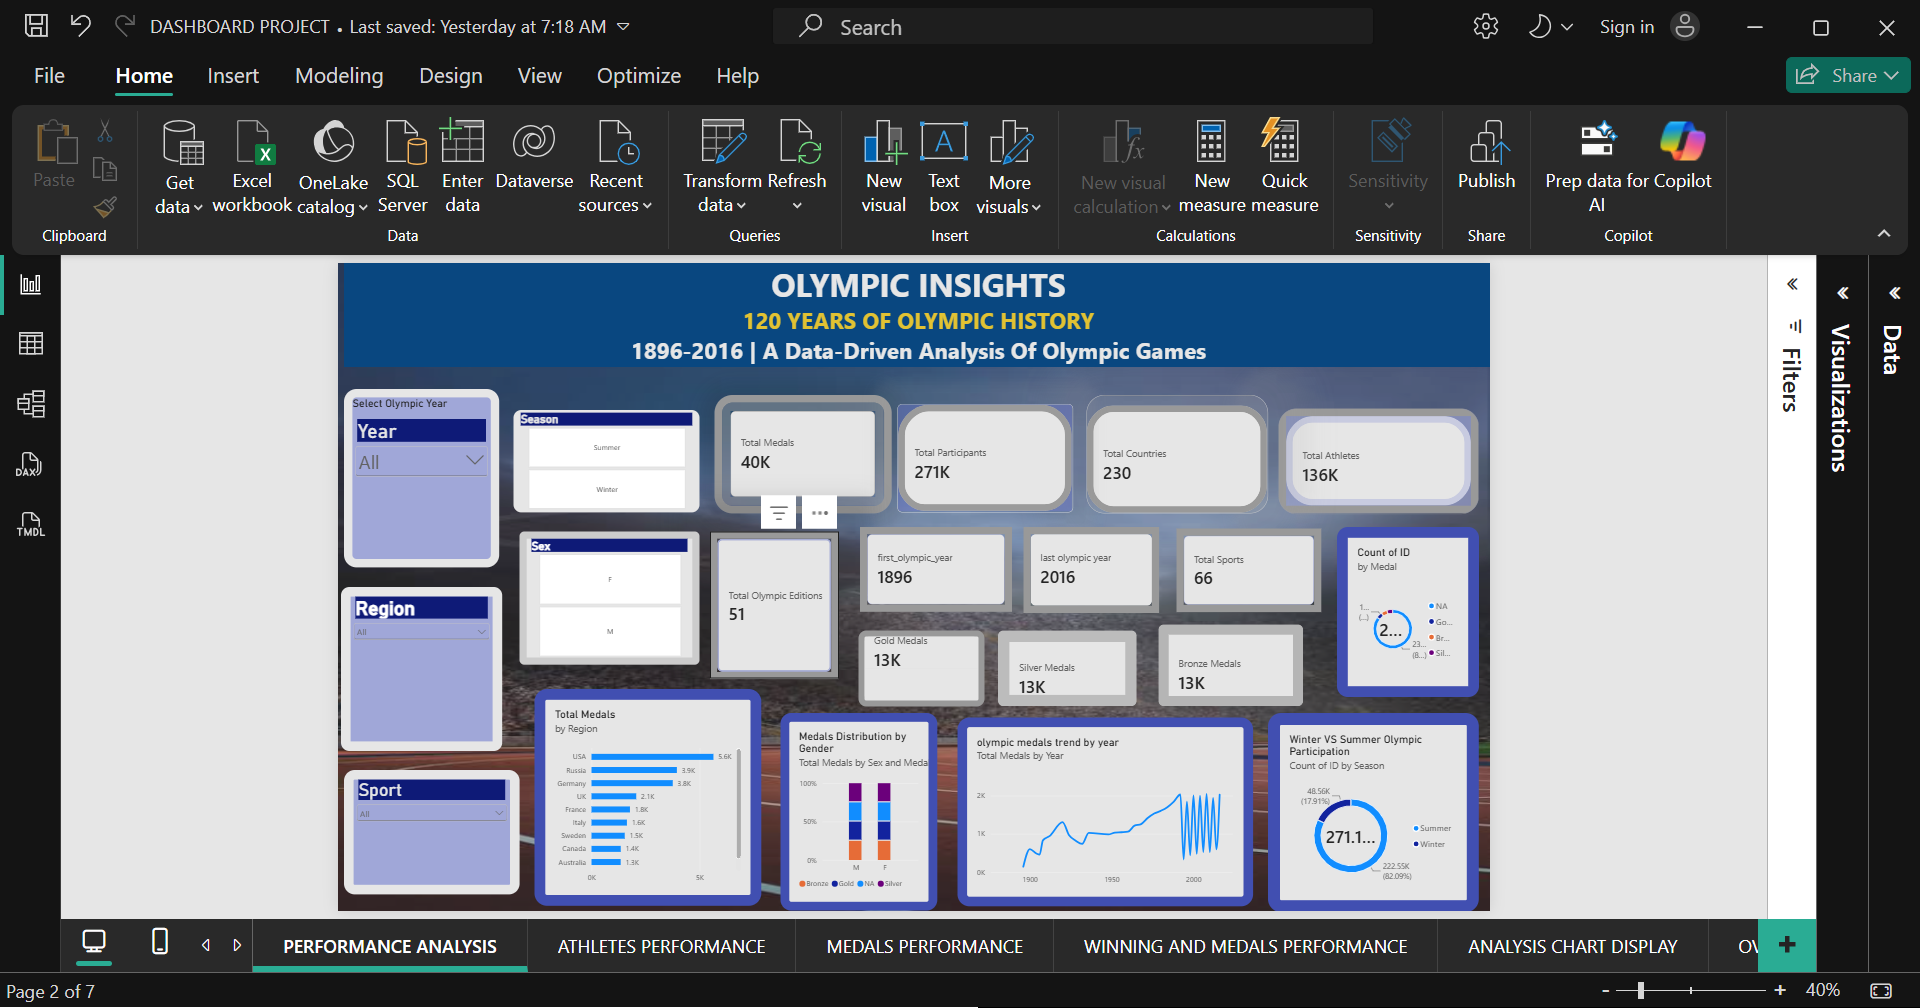 DASHBOARD PROJECT • Last saved: Yesterday at 7:18 AM
Search
Sign in
File
Home
Insert
Modeling
Design
View
Optimize
Help
Share
Paste
Get data
Excel workbook
OneLake catalog
SQL Server
Enter data
Dataverse
Recent sources
Transform data
Refresh
New visual
Text box
More visuals
New visual calculation
New measure
Quick measure
Sensitivity
Publish
Prep data for AI
Copilot
Clipboard
Data
Queries
Insert
Calculations
Sensitivity
Share
Copilot
DAX
TMDL
OLYMPIC INSIGHTS
120 YEARS OF OLYMPIC HISTORY
1896-2016 | A Data-Driven Analysis Of Olympic Games
Select Olympic Year
Year
All
Season
Summer
Winter
Total Medals
40K
Total Participants
271K
Total Countries
230
Total Athletes
136K
Region
All
Sex
F
M
Total Olympic Editions
51
first_olympic_year
1896
last olympic year
2016
Total Sports
66
Gold Medals
13K
Silver Medals
13K
Bronze Medals
13K
Count of ID
by Medal
1...
(...)
2...
23...
(8...)
NA
Go...
Br...
Sil...
Sport
All
Total Medals
by Region
USA 5.6K
Russia 3.9K
Germany 3.8K
UK 2.1K
France 1.8K
Italy 1.6K
Sweden 1.5K
Canada 1.4K
Australia 1.3K
0K 5K
Medals Distribution by
Gender
Total Medals by Sex and Meda
100%
50%
0%
M F
Bronze Gold NA Silver
olympic medals trend by year
Total Medals by Year
2K
1K
0K
1900 1950 2000
Winter VS Summer Olympic
Participation
Count of ID by Season
48.56K
(17.91%)
271.1...
222.55K
(82.09%)
Summer
Winter
Filters
Visualizations
Data
PERFORMANCE ANALYSIS
ATHLETES PERFORMANCE
MEDALS PERFORMANCE
WINNING AND MEDALS PERFORMANCE
ANALYSIS CHART DISPLAY
OV
Page 2 of 7
40%